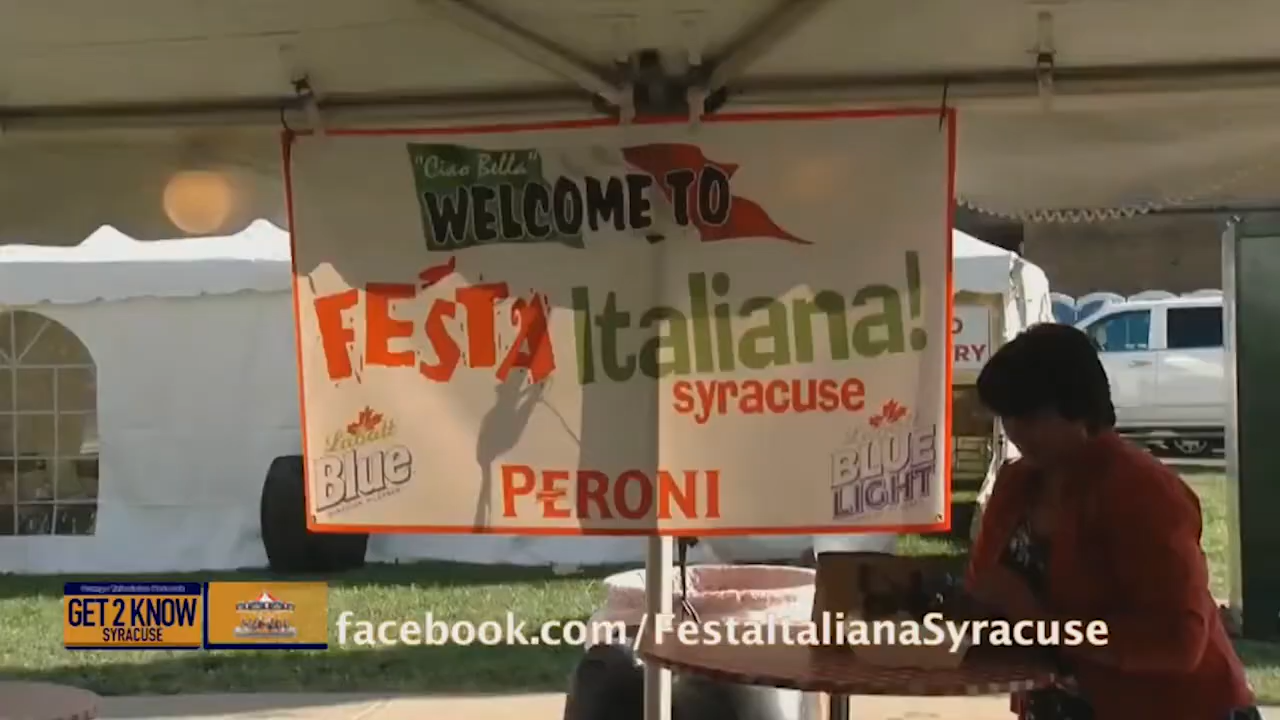 "Ciao Bella"
WELCOME TO
FESTA Italiana!
syracuse
Labatt
Blue
PERONI
BLUE
LIGHT
RY
GET 2 KNOW
SYRACUSE
facebook.com/FestaItalianaSyracuse